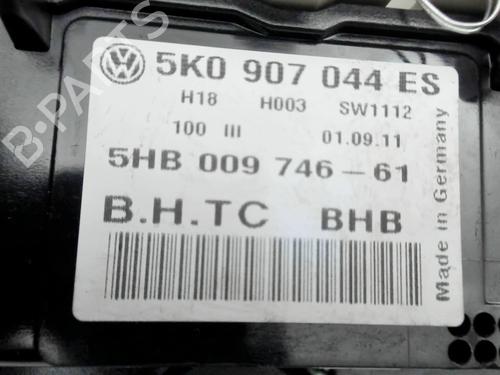 5K0 907 044 ES
H18 H003 SW1112
100 III 01.09.11
5HB 009 746-61
B.H.TC BHB
Made in Germany
B-PARTS